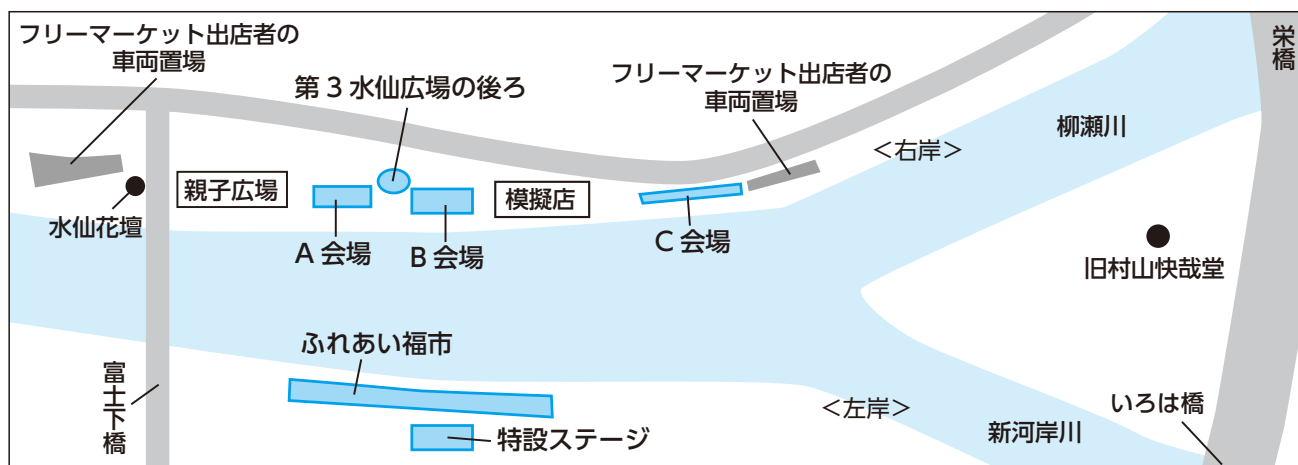 フリーマーケット出店者の
車両置場
第3水仙広場の後ろ
フリーマーケット出店者の
車両置場
栄橋
柳瀬川
＜右岸＞
親子広場
模擬店
水仙花壇
A会場
B会場
C会場
旧村山快哉堂
ふれあい福市
富士下橋
＜左岸＞
いろは橋
特設ステージ
新河岸川